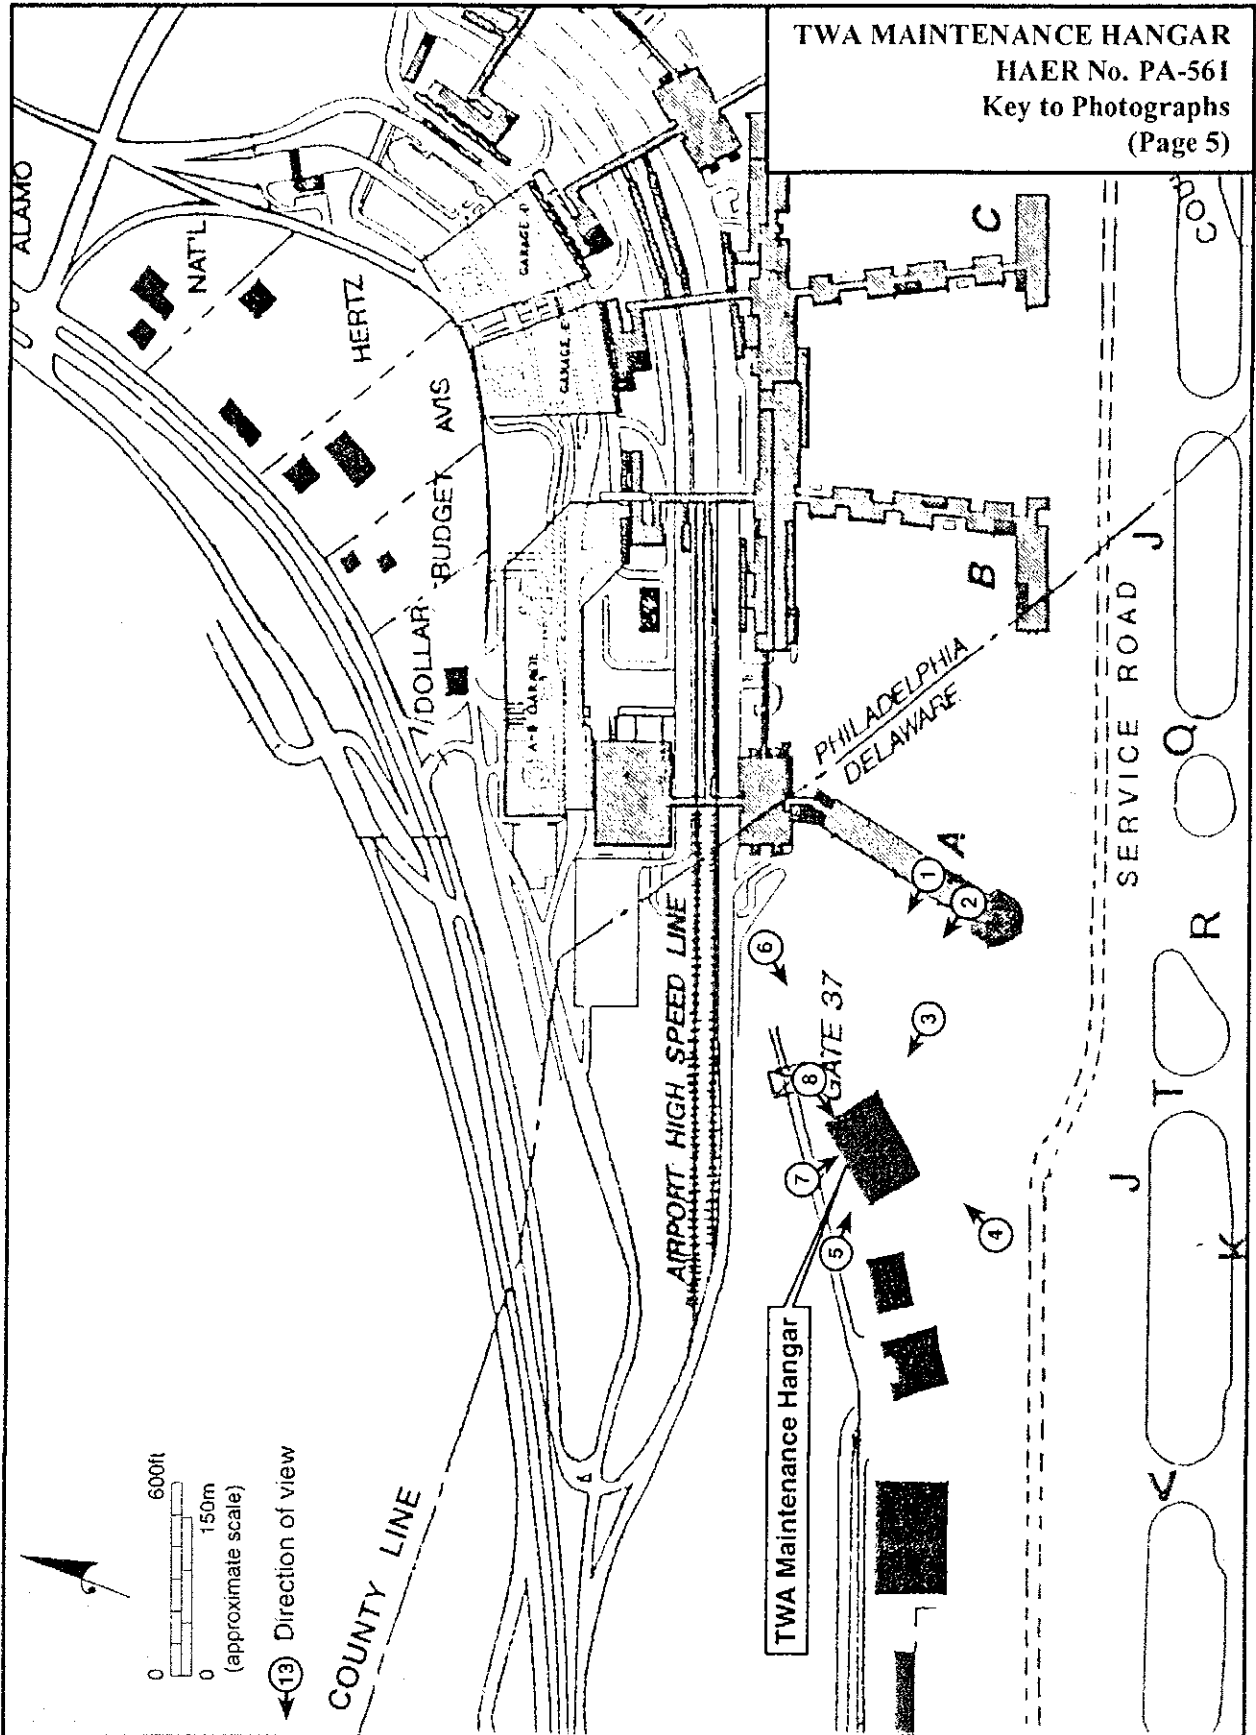 TWA MAINTENANCE HANGAR
HAER No. PA-561
Key to Photographs
(Page 5)
ALAMO
NAT'L
HERTZ
AVIS
BUDGET
DOLLAR
GARAGE D
GARAGE E
A-B GARAGE
C
B
A
PHILADELPHIA
DELAWARE
SERVICE ROAD
AIRPORT HIGH SPEED LINE
GATE 37
1
2
3
4
5
6
7
8
TWA Maintenance Hangar
COUNTY LINE
0 600ft
0 150m
(approximate scale)
13 Direction of view
J
Q
R
T
J
K
V